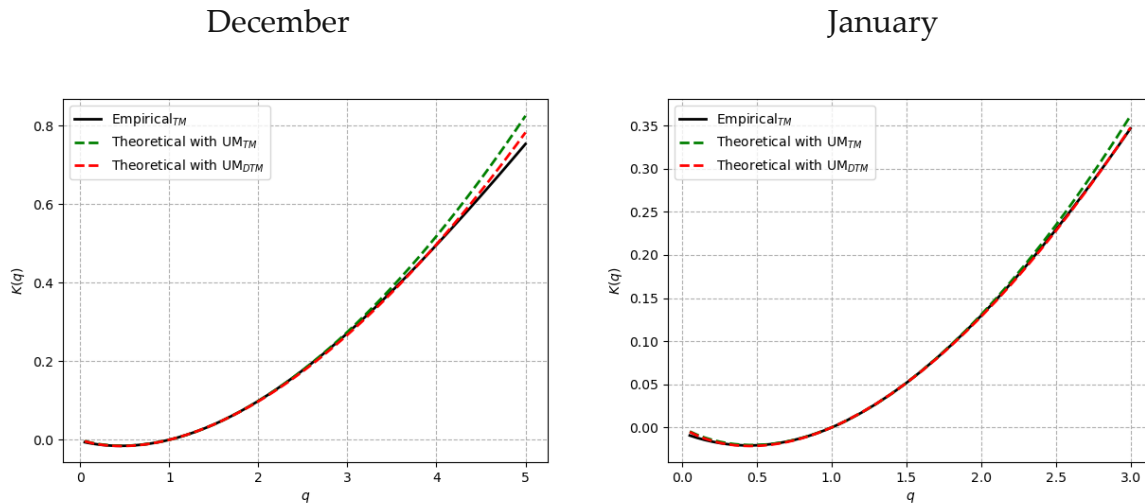 December
January
Empirical_TM
Theoretical with UM_TM
Theoretical with UM_DTM
0.8
0.6
0.4
0.2
0.0
K(q)
0
1
2
3
4
5
q
Empirical_TM
Theoretical with UM_TM
Theoretical with UM_DTM
0.35
0.30
0.25
0.20
0.15
0.10
0.05
0.00
K(q)
0.0
0.5
1.0
1.5
2.0
2.5
3.0
q